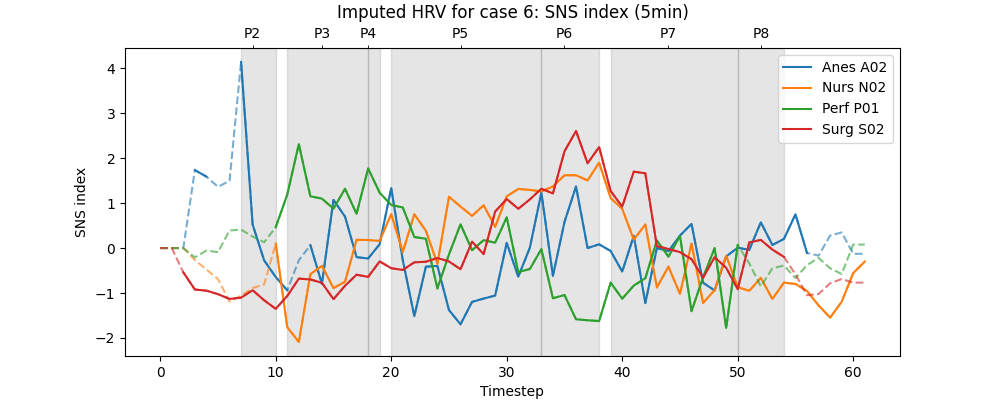 Imputed HRV for case 6: SNS index (5min)
P2 P3 P4 P5 P6 P7 P8
Anes A02
Nurs N02
Perf P01
Surg S02
SNS index
4
3
2
1
0
−1
−2
0 10 20 30 40 50 60
Timestep